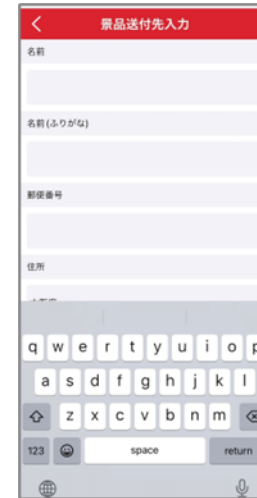 景品送付先入力
名前
名前(ふりがな)
郵便番号
住所
q w e r t y u i o p
a s d f g h j k l
z x c v b n m
123 space return